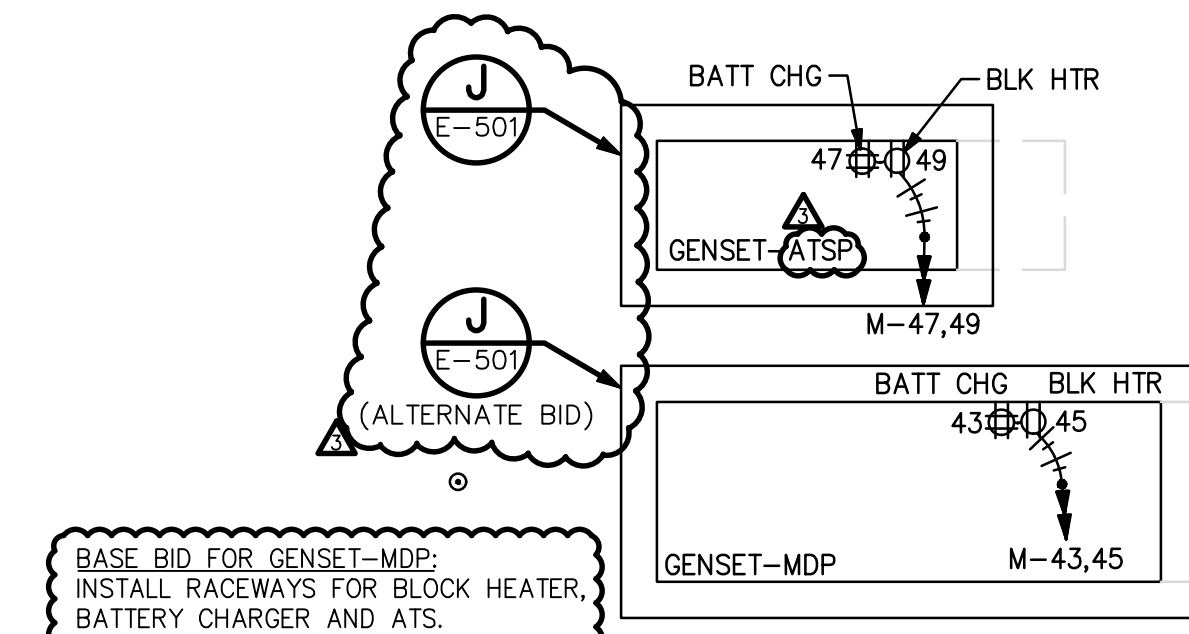 J
E-501
BATT CHG
BLK HTR
47
49
3
GENSET-ATSP
M-47,49
J
E-501
(ALTERNATE BID)
3
BATT CHG
BLK HTR
43
45
GENSET-MDP
M-43,45
BASE BID FOR GENSET-MDP:
INSTALL RACEWAYS FOR BLOCK HEATER,
BATTERY CHARGER AND ATS.